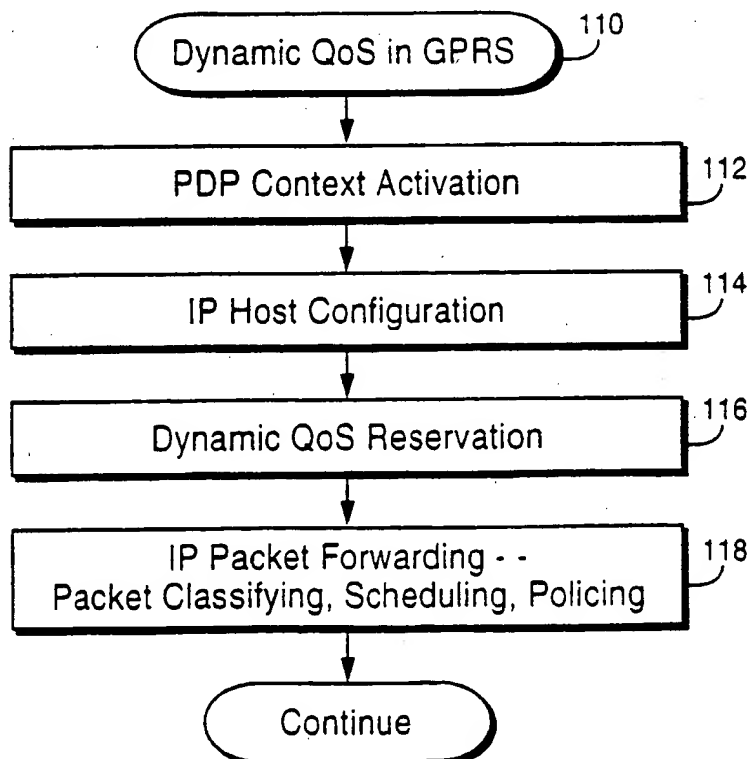 Dynamic QoS in GPRS
110
PDP Context Activation
112
IP Host Configuration
114
Dynamic QoS Reservation
116
IP Packet Forwarding - -
Packet Classifying, Scheduling, Policing
118
Continue